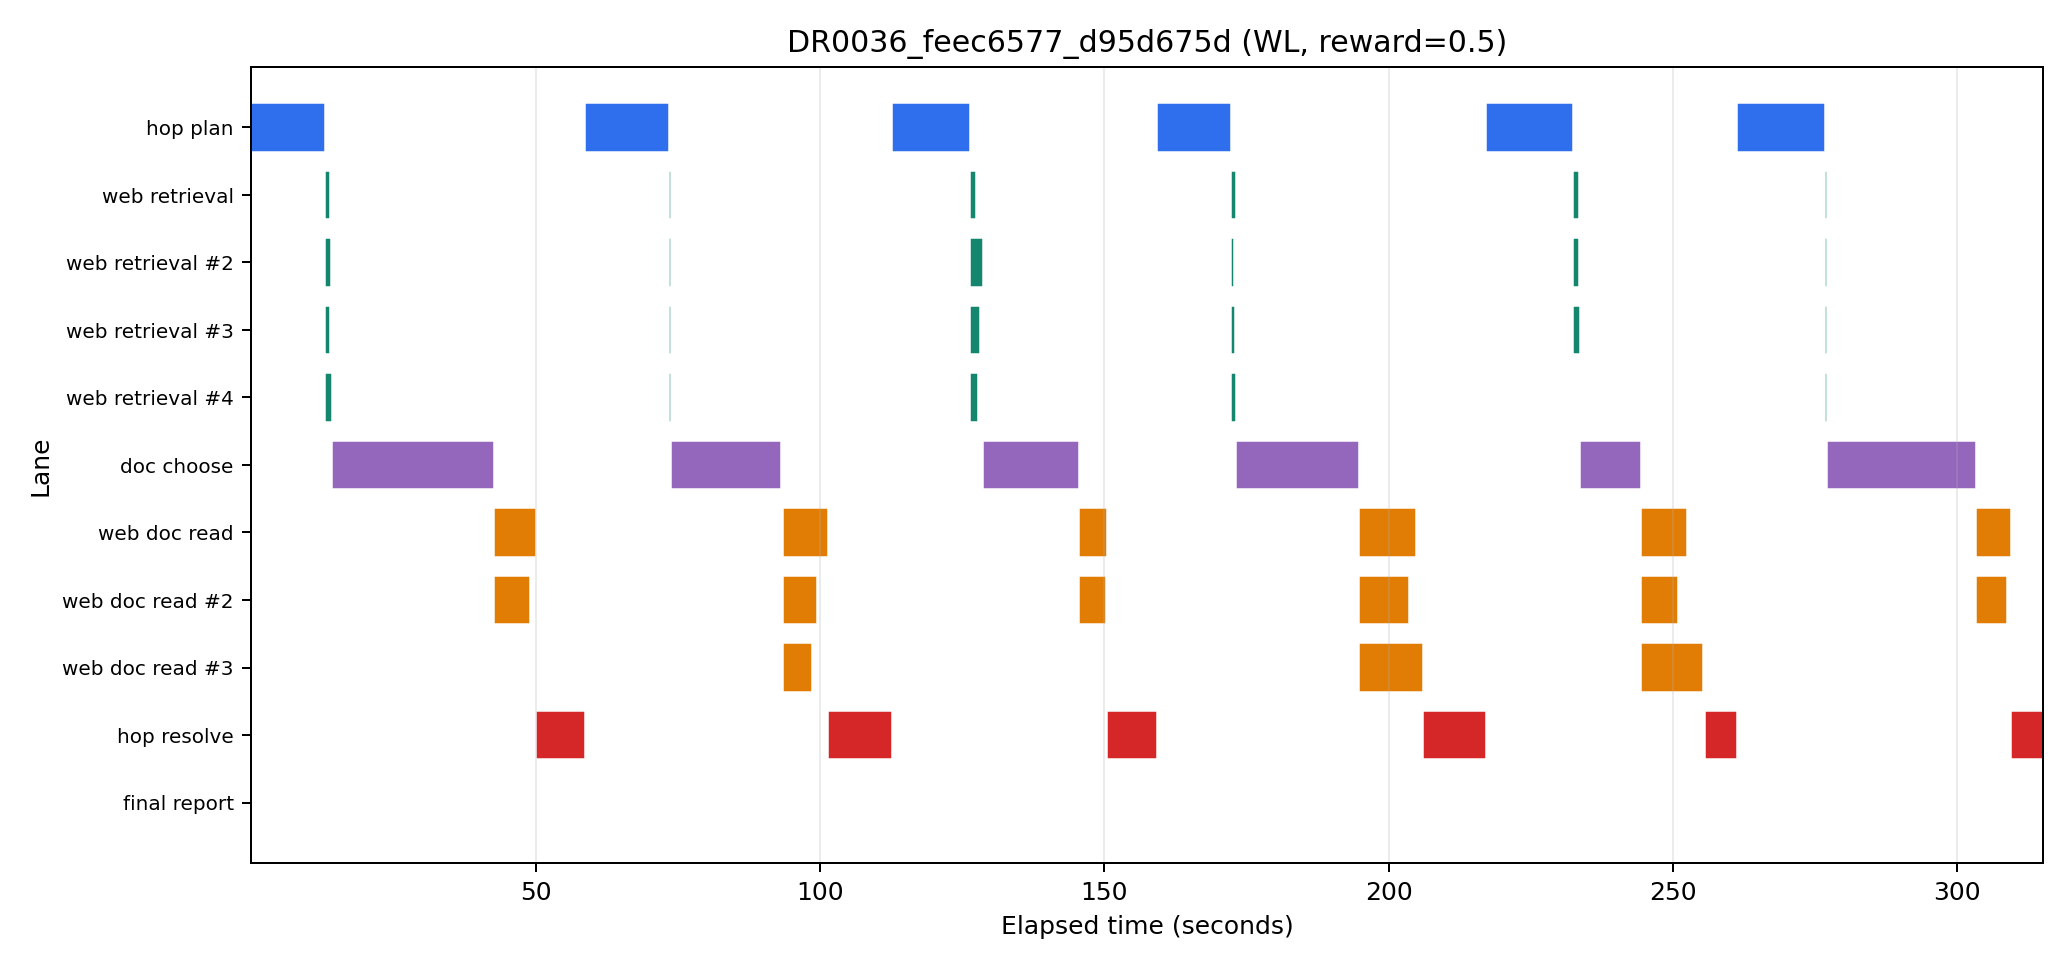 DR0036_feec6577_d95d675d (WL, reward=0.5)
Lane
hop plan
web retrieval
web retrieval #2
web retrieval #3
web retrieval #4
doc choose
web doc read
web doc read #2
web doc read #3
hop resolve
final report
50 100 150 200 250 300
Elapsed time (seconds)